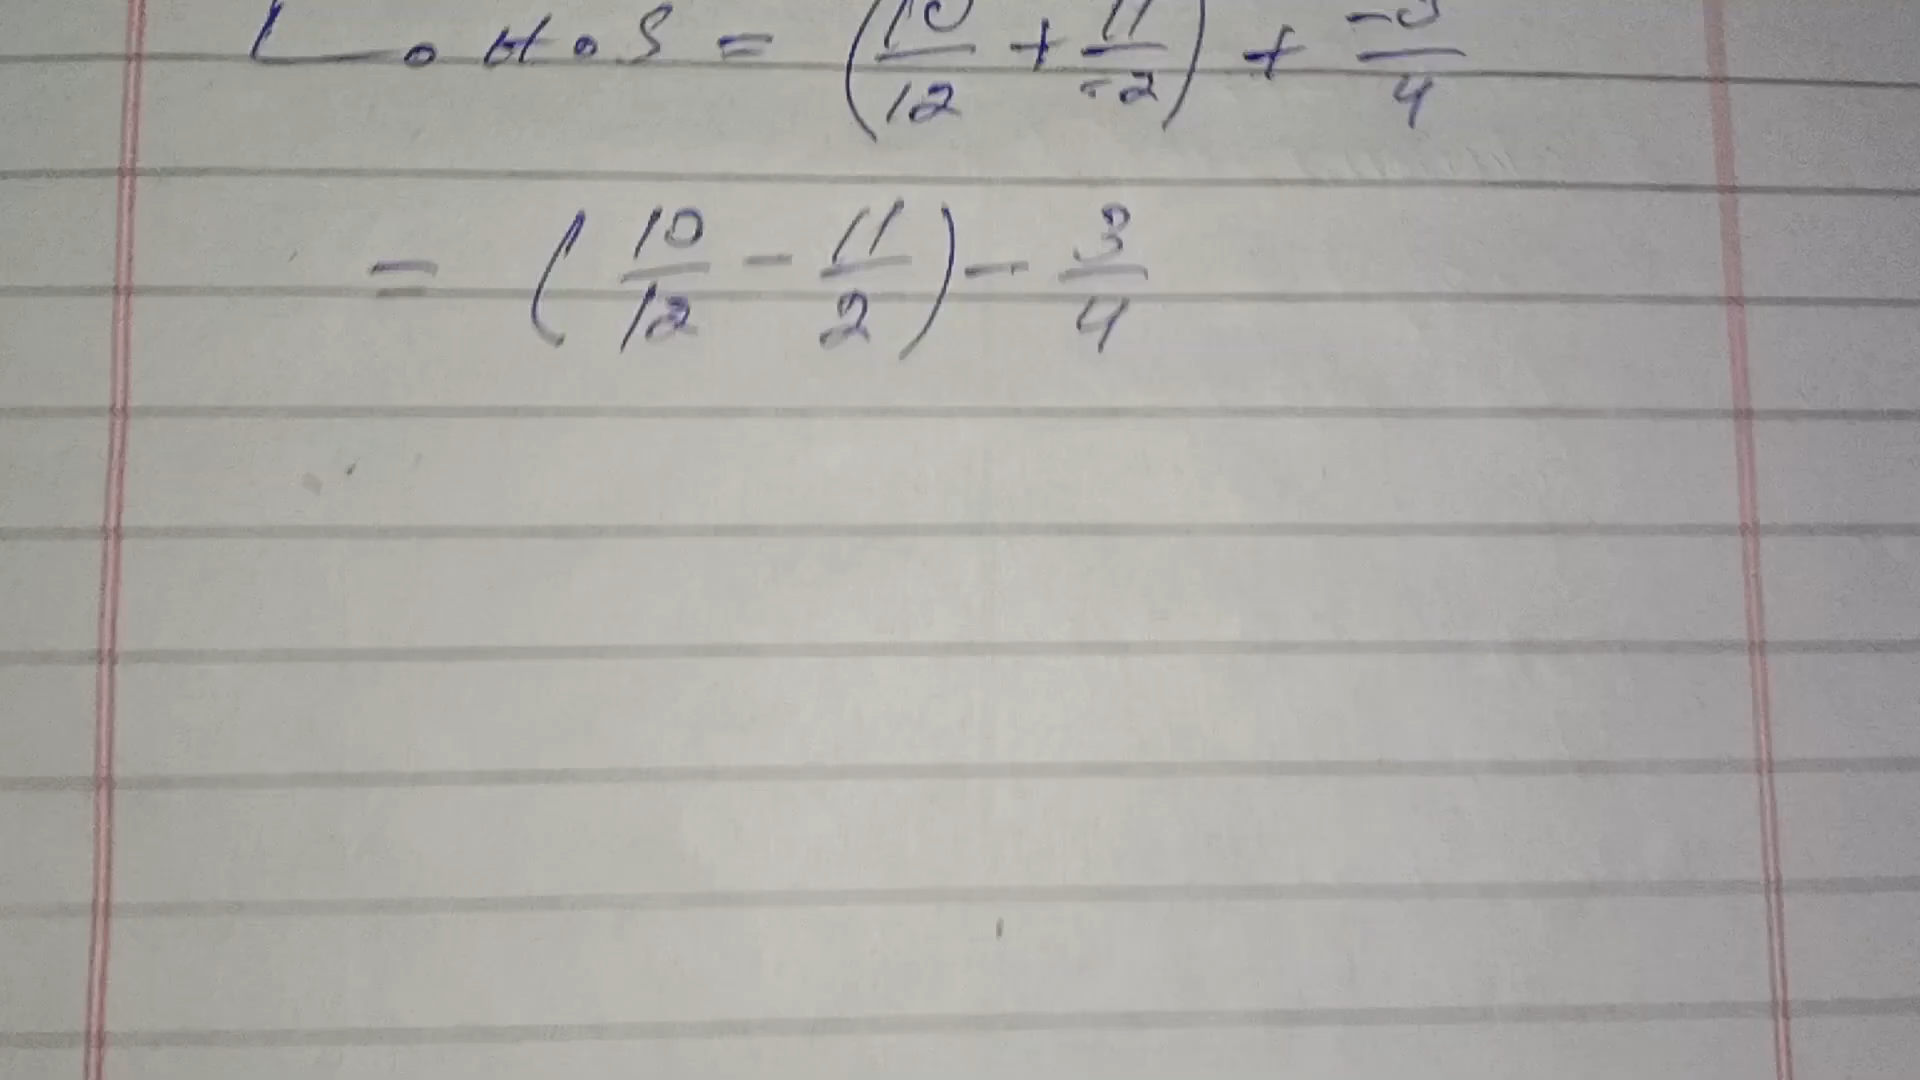 L.H.S = (10/12 + 11/-2) + -3/4
= (10/12 - 11/2) - 3/4